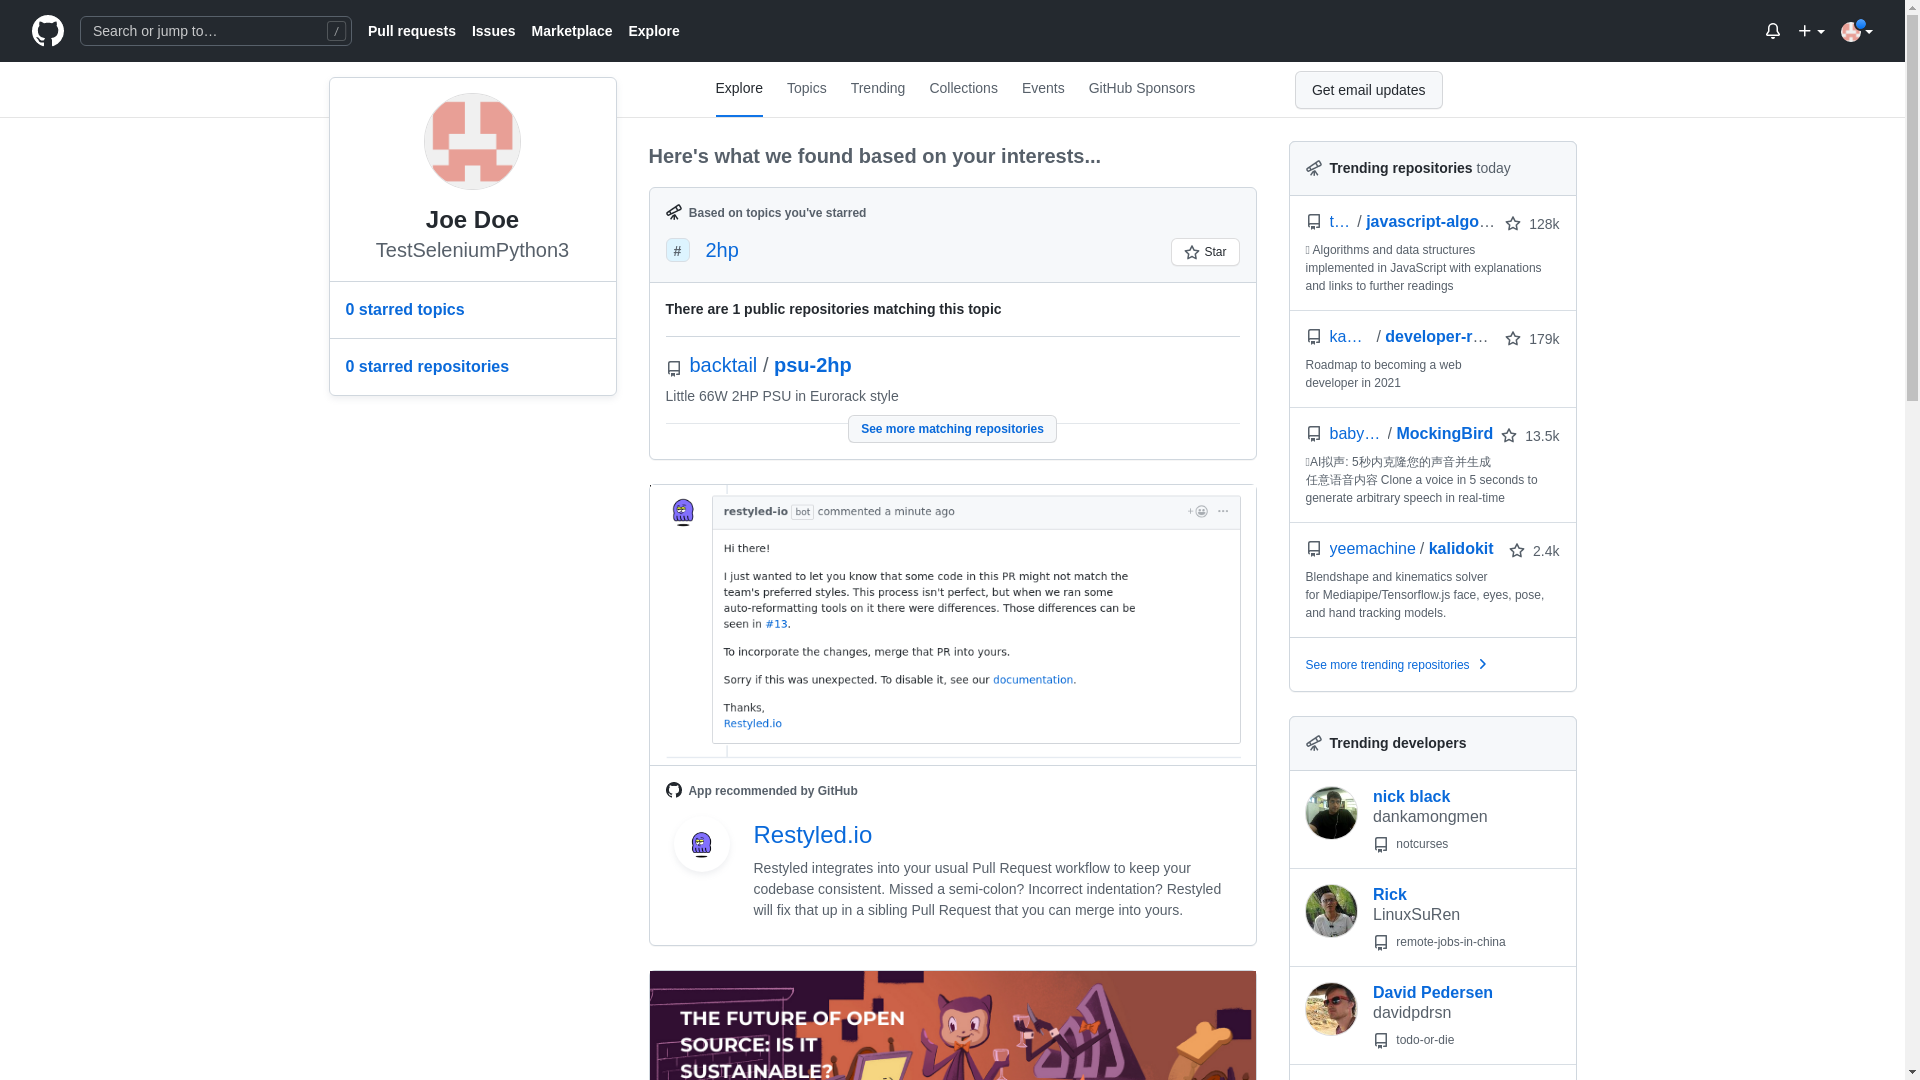 Search or jump to…
/
Pull requests Issues Marketplace Explore
Explore Topics Trending Collections Events GitHub Sponsors
Get email updates
Joe Doe
TestSeleniumPython3
0 starred topics
0 starred repositories
Here's what we found based on your interests...
Based on topics you've starred
# 2hp
Star
There are 1 public repositories matching this topic
backtail / psu-2hp
Little 66W 2HP PSU in Eurorack style
See more matching repositories
restyled-io bot commented a minute ago
Hi there!
I just wanted to let you know that some code in this PR might not match the
team's preferred styles. This process isn't perfect, but when we ran some
auto-reformatting tools on it there were differences. Those differences can be
seen in #13.
To incorporate the changes, merge that PR into yours.
Sorry if this was unexpected. To disable it, see our documentation.
Thanks,
Restyled.io
App recommended by GitHub
Restyled.io
Restyled integrates into your usual Pull Request workflow to keep your
codebase consistent. Missed a semi-colon? Incorrect indentation? Restyled
will fix that up in a sibling Pull Request that you can merge into yours.
THE FUTURE OF OPEN
SOURCE: IS IT
SUSTAINABLE?
Trending repositories today
t… / javascript-algo… 128k
Algorithms and data structures
implemented in JavaScript with explanations
and links to further readings
ka… / developer-r… 179k
Roadmap to becoming a web
developer in 2021
baby… / MockingBird 13.5k
AI拟声: 5秒内克隆您的声音并生成
任意语音内容 Clone a voice in 5 seconds to
generate arbitrary speech in real-time
yeemachine / kalidokit 2.4k
Blendshape and kinematics solver
for Mediapipe/Tensorflow.js face, eyes, pose,
and hand tracking models.
See more trending repositories
Trending developers
nick black
dankamongmen
notcurses
Rick
LinuxSuRen
remote-jobs-in-china
David Pedersen
davidpdrsn
todo-or-die